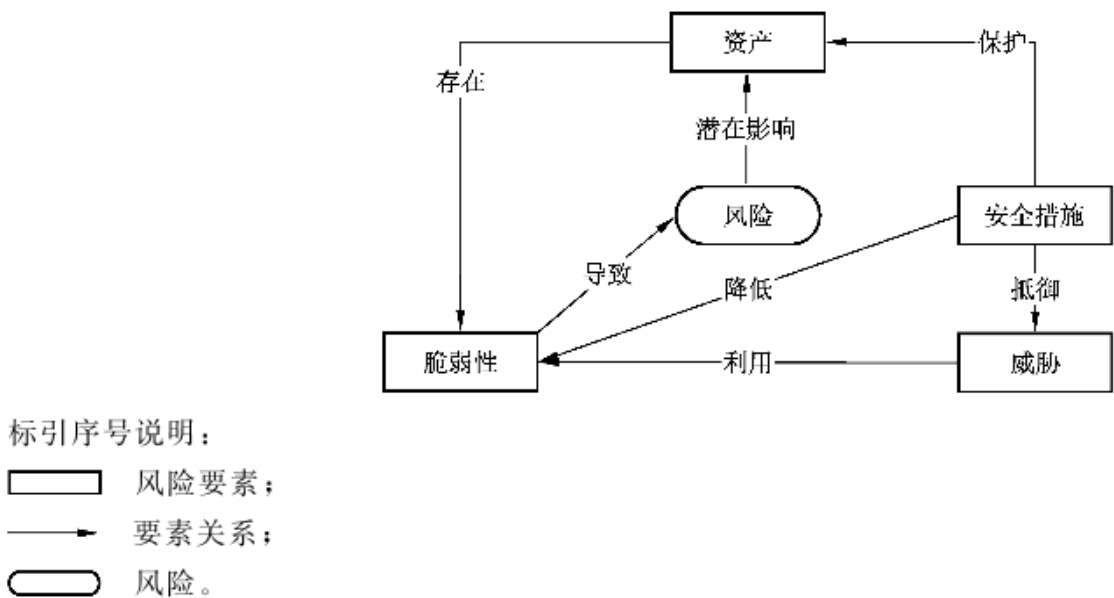 资产
保护
存在
潜在影响
风险
安全措施
导致
降低
抵御
脆弱性
利用
威胁
标引序号说明：
风险要素；
要素关系；
风险。